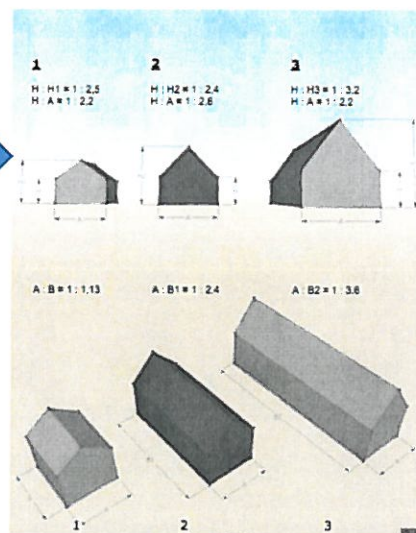 1 2 3
H : H1 = 1 : 2,5 H : H2 = 1 : 2,4 H : H3 = 1 : 3,2
H : A = 1 : 2,2 H : A = 1 : 2,6 H : A = 1 : 2,2
A : B = 1 : 1,13 A : B1 = 1 : 2,4 A : B2 = 1 : 3,6
1 2 3